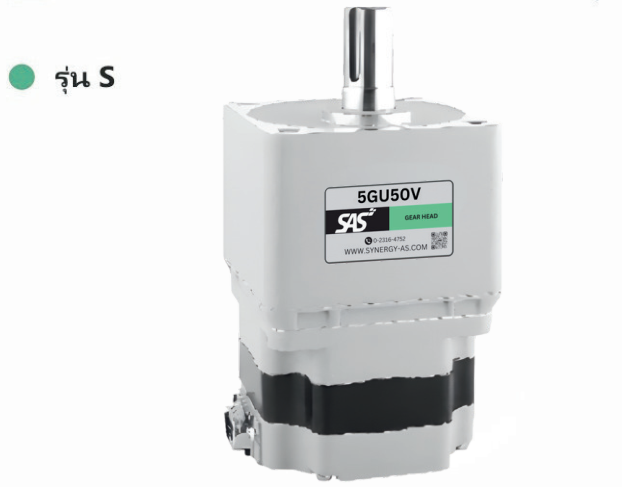 รุ่น S
5GU50V
SAS
GEAR HEAD
0-2316-4752
WWW.SYNERGY-AS.COM